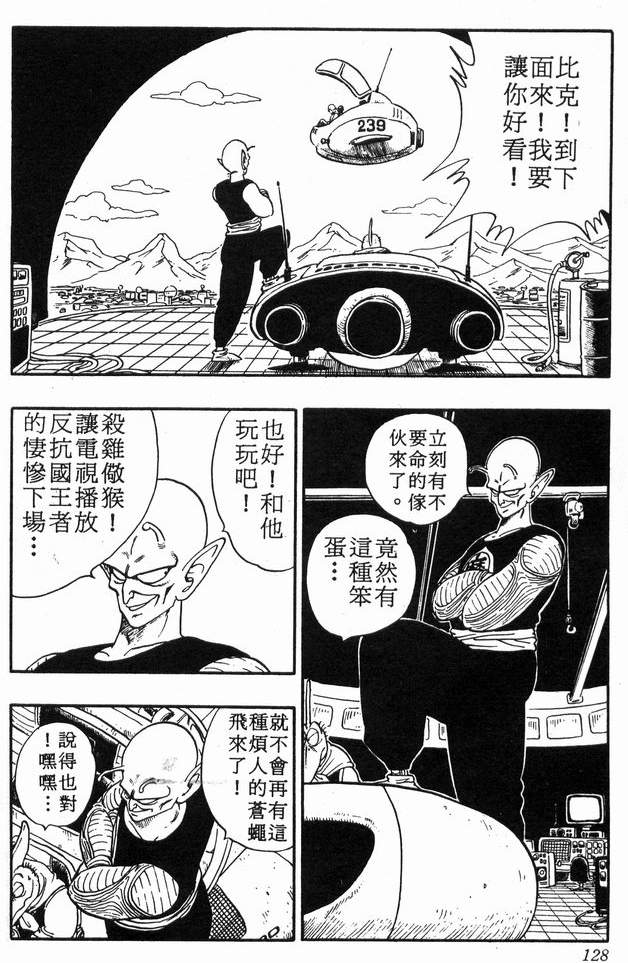 比克！到下
面來！我要
讓你好看！
239
立刻有不
要命的傢
伙來了。
竟然有
這種笨
蛋…
也好！和他
玩玩吧！
殺雞儆猴！
讓電視播放
反抗國王者
的悽慘下場…
就不會再有這
種煩人的蒼蠅
飛來了！
說得也對
！嘿嘿…
128